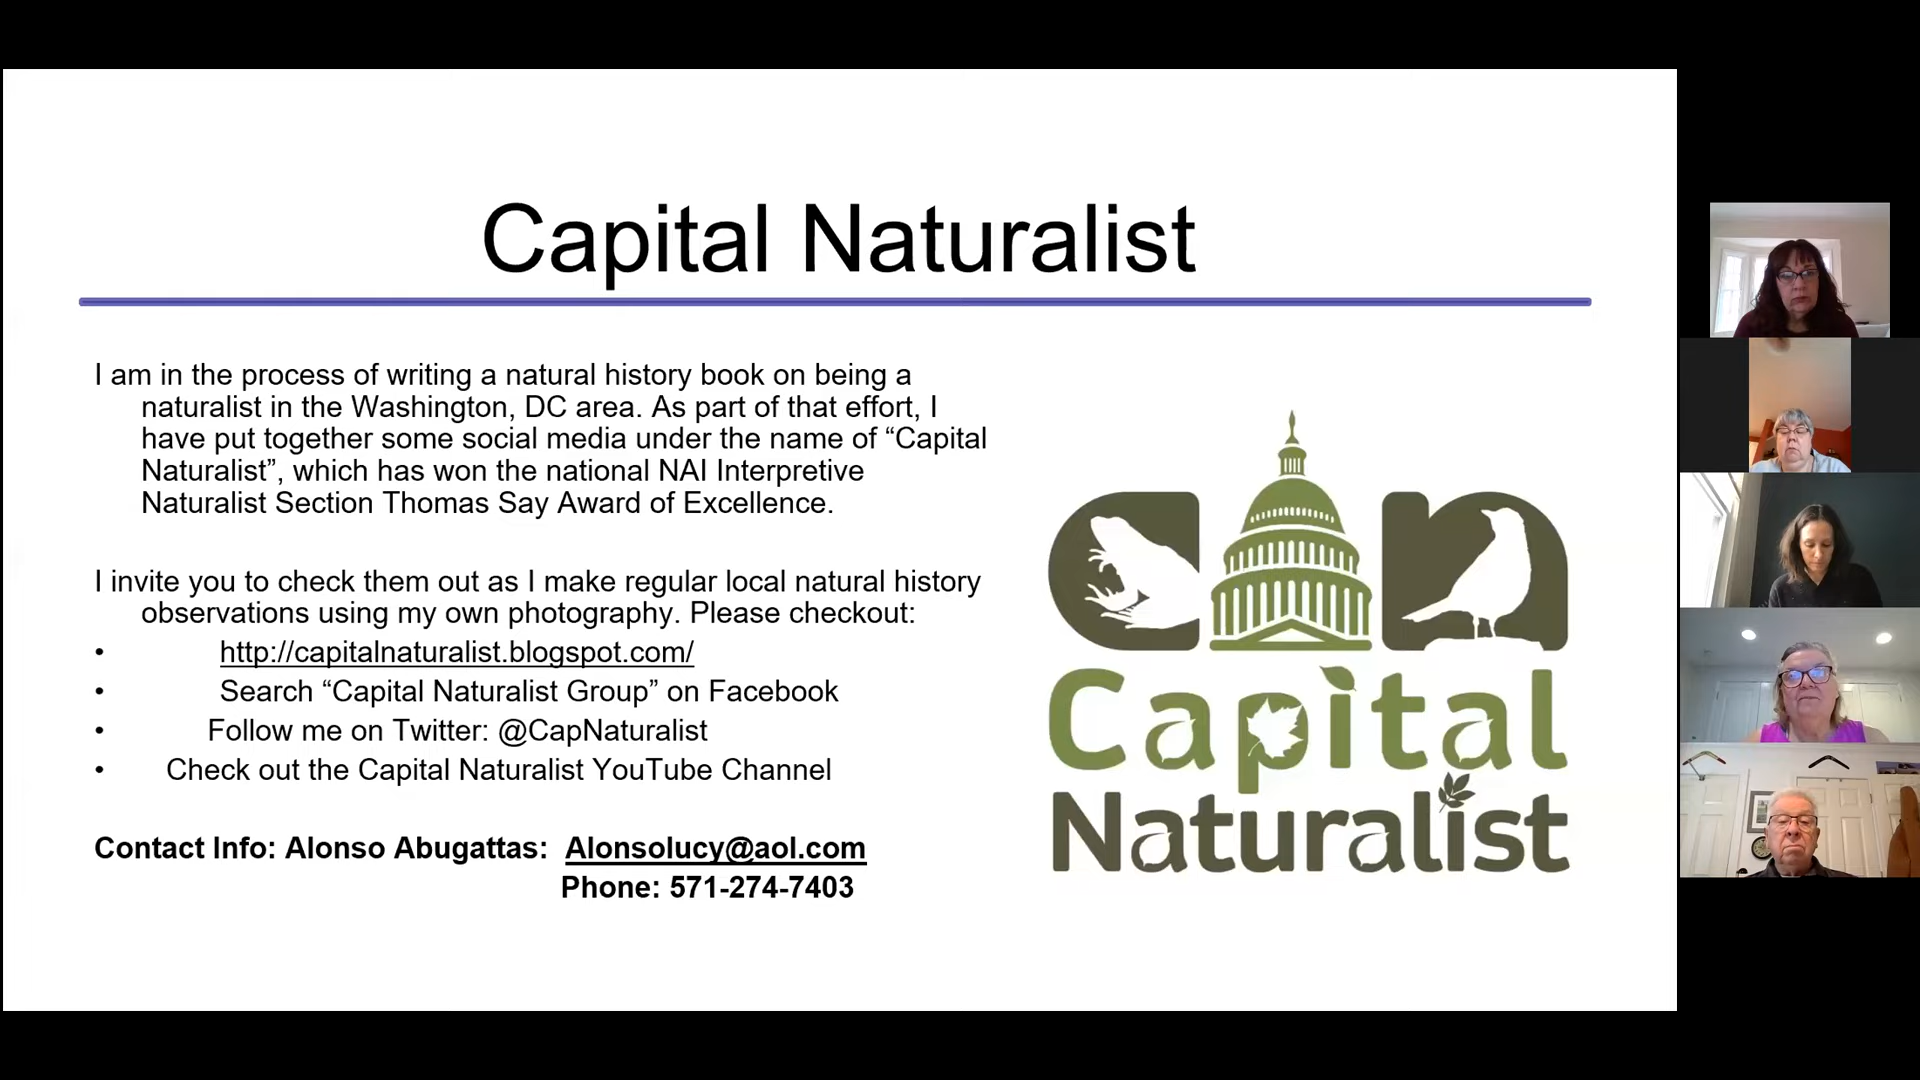 Capital Naturalist
I am in the process of writing a natural history book on being a
naturalist in the Washington, DC area. As part of that effort, I
have put together some social media under the name of “Capital
Naturalist”, which has won the national NAI Interpretive
Naturalist Section Thomas Say Award of Excellence.
I invite you to check them out as I make regular local natural history
observations using my own photography. Please checkout:
• http://capitalnaturalist.blogspot.com/
• Search “Capital Naturalist Group” on Facebook
• Follow me on Twitter: @CapNaturalist
• Check out the Capital Naturalist YouTube Channel
Contact Info: Alonso Abugattas: Alonsolucy@aol.com
Phone: 571-274-7403
cn
Capital
Naturalist